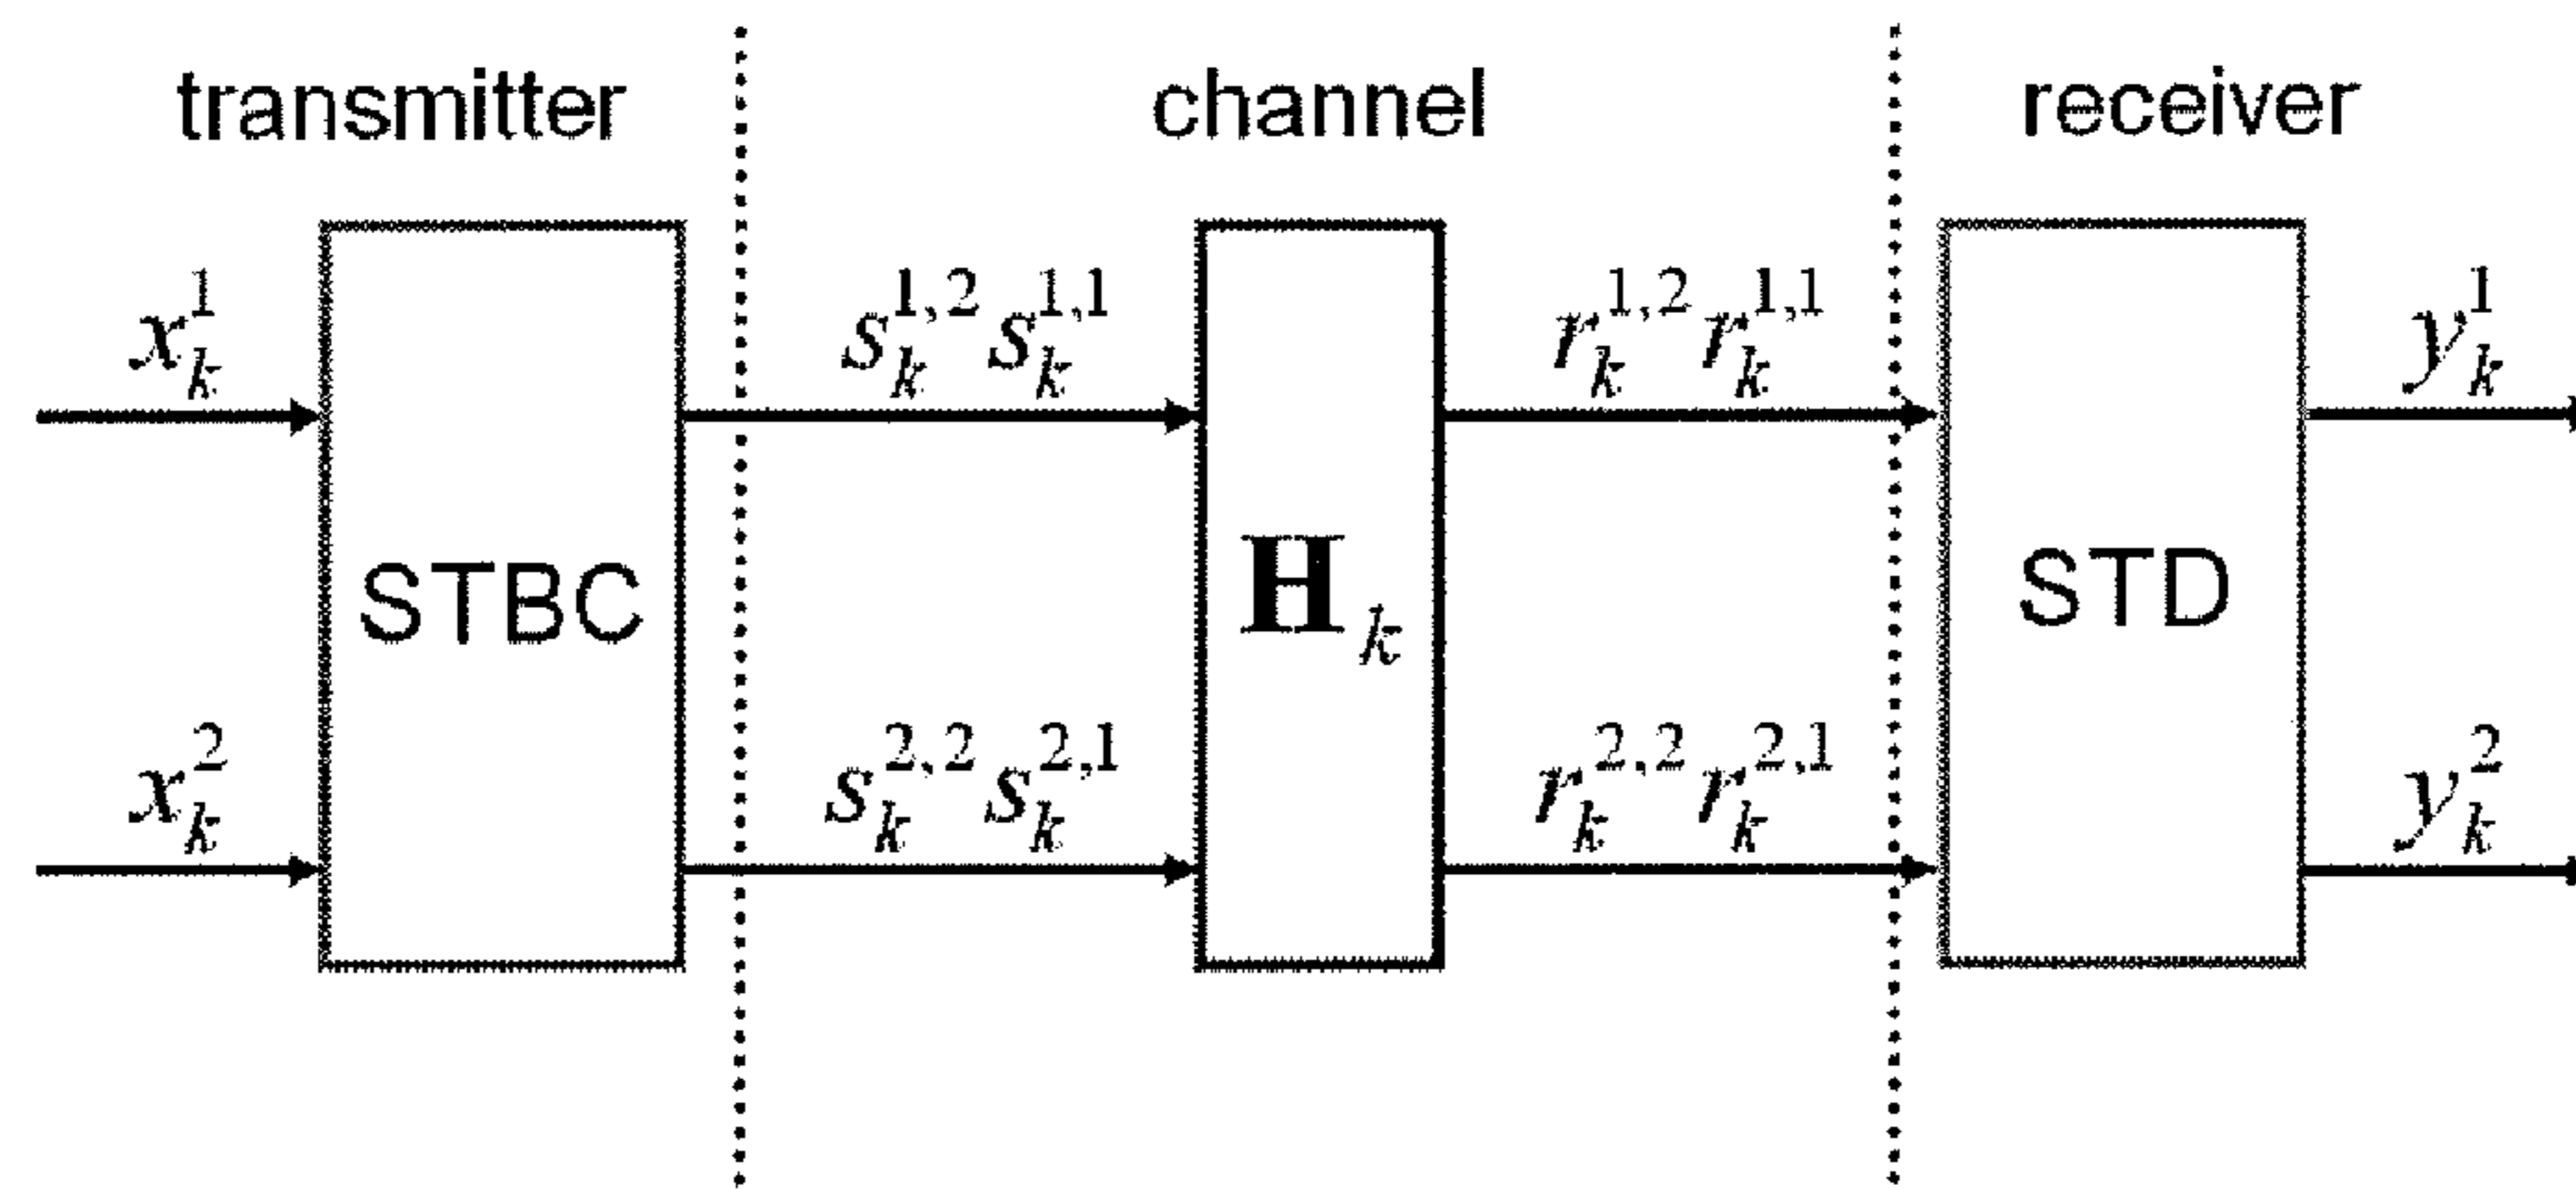 transmitter channel receiver
x_k^1 s_k^{1,2} s_k^{1,1} r_k^{1,2} r_k^{1,1} y_k^1
STBC H_k STD
x_k^2 s_k^{2,2} s_k^{2,1} r_k^{2,2} r_k^{2,1} y_k^2